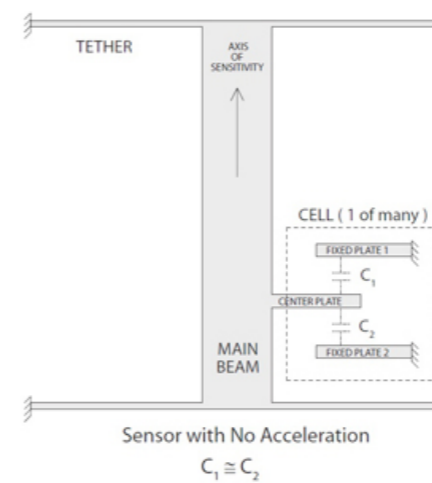 TETHER
AXIS
OF
SENSITIVITY
CELL ( 1 of many )
FIXED PLATE 1
C₁
CENTER PLATE
C₂
FIXED PLATE 2
MAIN
BEAM
Sensor with No Acceleration
C₁ ≅ C₂